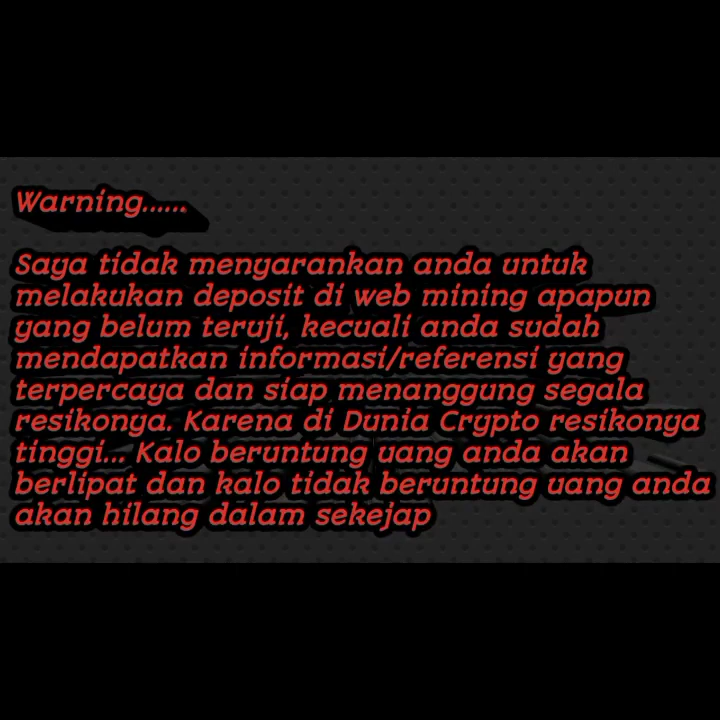 Warning......
Saya tidak menyarankan anda untuk
melakukan deposit di web mining apapun
yang belum teruji, kecuali anda sudah
mendapatkan informasi/referensi yang
terpercaya dan siap menanggung segala
resikonya. Karena di Dunia Crypto resikonya
tinggi... Kalo beruntung uang anda akan
berlipat dan kalo tidak beruntung uang anda
akan hilang dalam sekejap